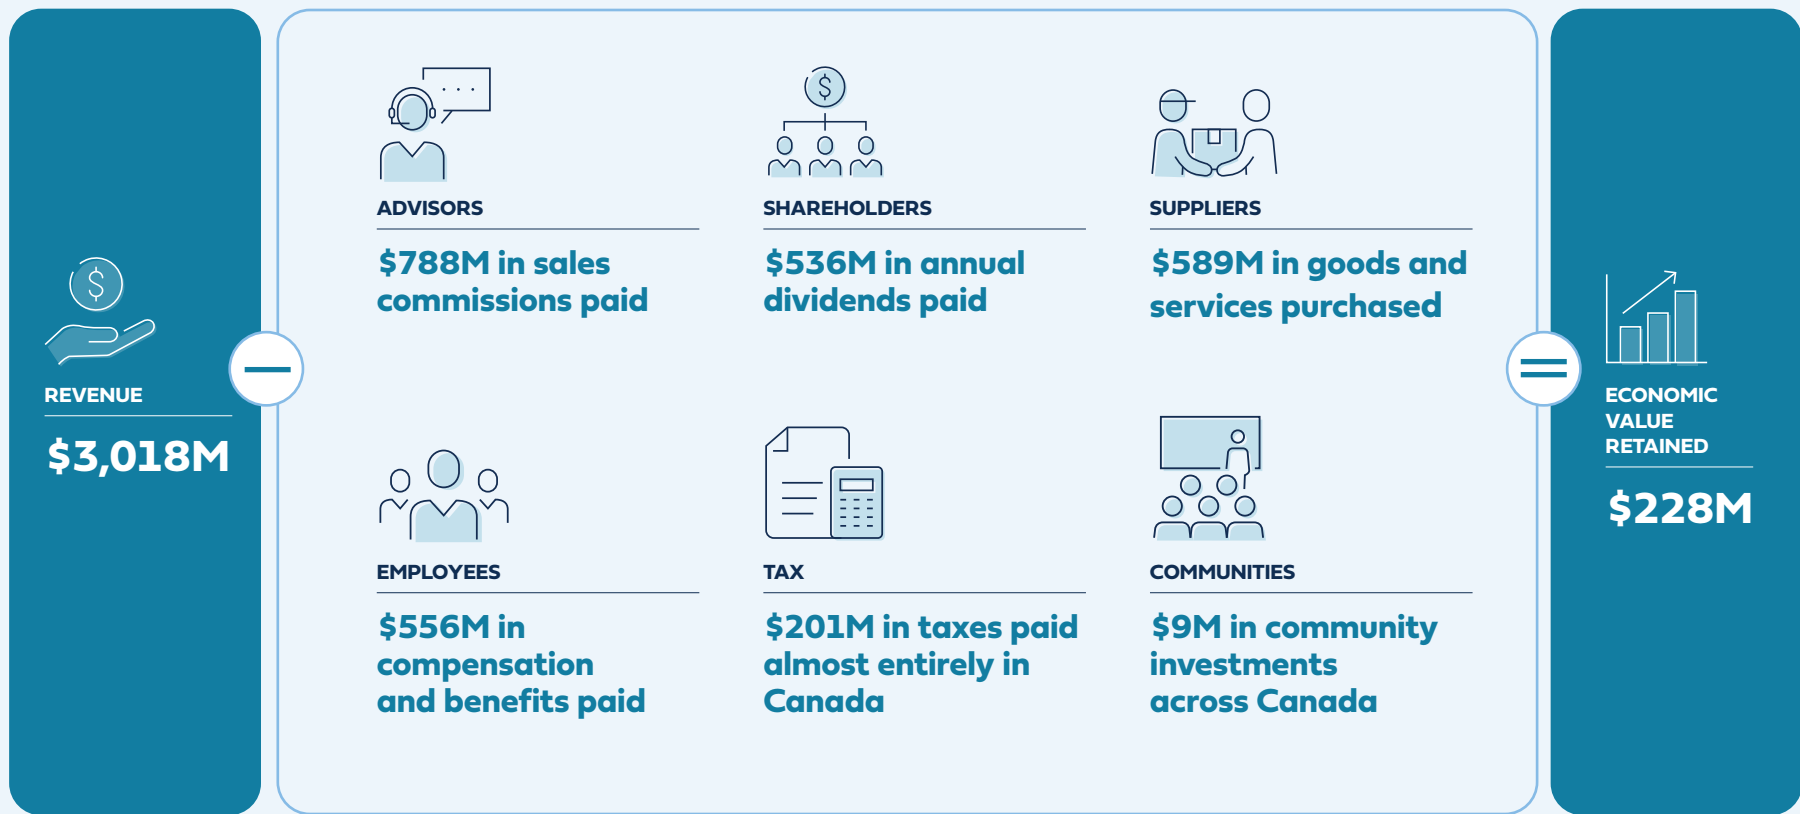 REVENUE
$3,018M
ADVISORS
$788M in sales
commissions paid
SHAREHOLDERS
$536M in annual
dividends paid
SUPPLIERS
$589M in goods and
services purchased
EMPLOYEES
$556M in
compensation
and benefits paid
TAX
$201M in taxes paid
almost entirely in
Canada
COMMUNITIES
$9M in community
investments
across Canada
ECONOMIC
VALUE
RETAINED
$228M